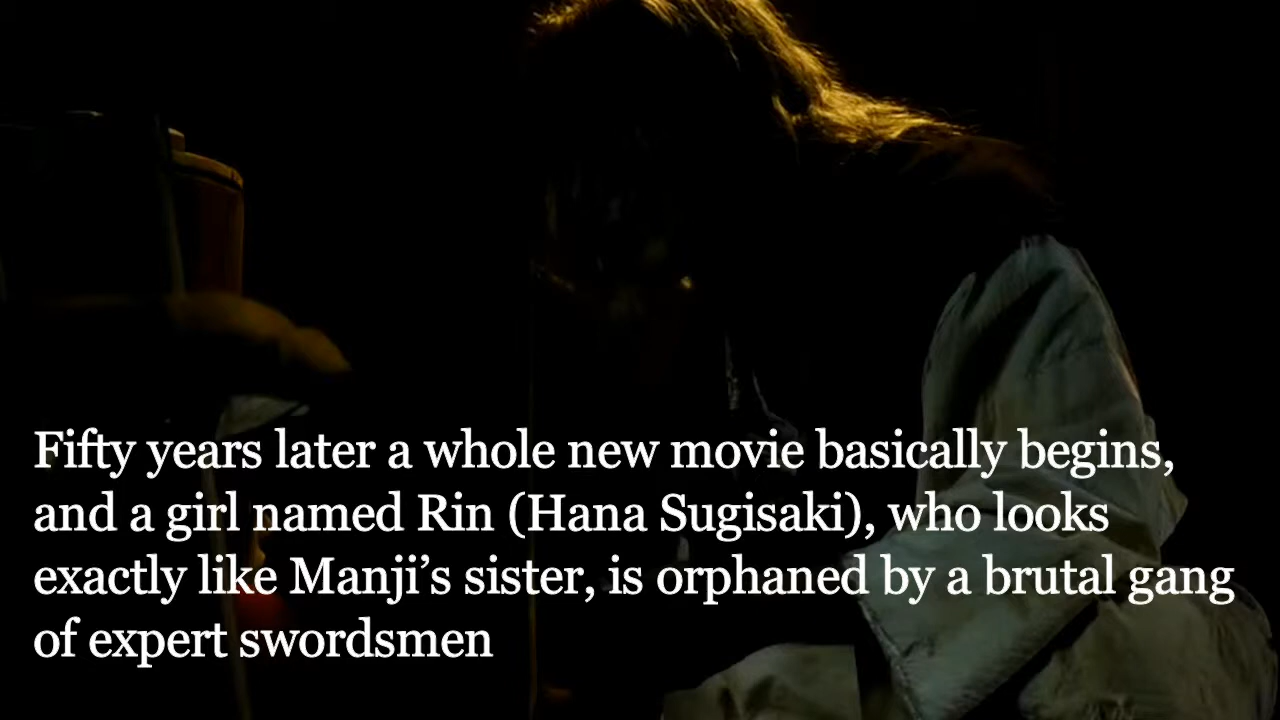 Fifty years later a whole new movie basically begins,
and a girl named Rin (Hana Sugisaki), who looks
exactly like Manji’s sister, is orphaned by a brutal gang
of expert swordsmen